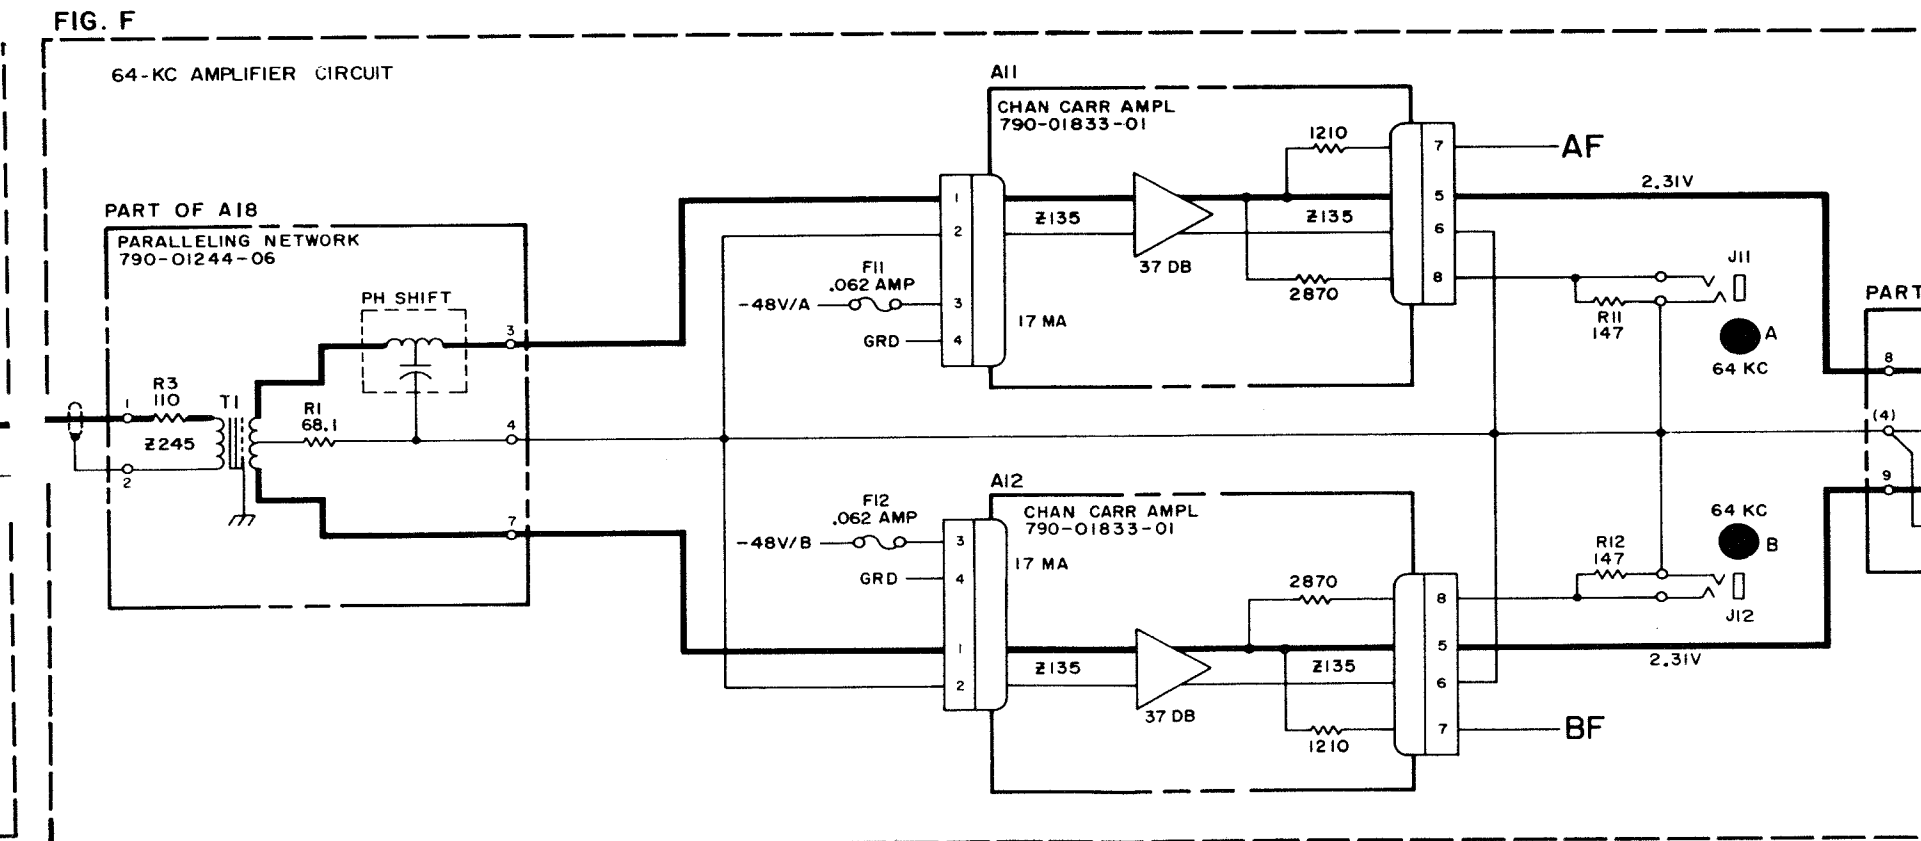 FIG. F
64-KC AMPLIFIER CIRCUIT
PART OF A18
PARALLELING NETWORK
790-01244-06
PH SHIFT
3
R3
110
1
T1
R1
68.1
4
Z245
2
7
A11
CHAN CARR AMPL
790-01833-01
1210
7
AF
1
Z135
Z135
5
2.31V
2
6
37 DB
F11
.062 AMP
-48V/A
3
2870
8
J11
17 MA
GRD
4
R11
147
A
64 KC
PART
8
(4)
9
A12
F12
.062 AMP
CHAN CARR AMPL
790-01833-01
-48V/B
3
17 MA
GRD
4
2870
8
64 KC
B
R12
147
J12
1
Z135
Z135
5
2.31V
2
6
37 DB
1210
7
BF